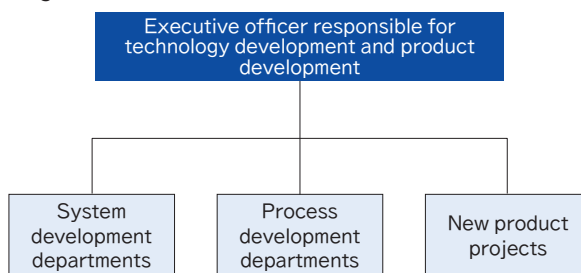 Executive officer responsible for
technology development and product
development
System
development
departments
Process
development
departments
New product
projects